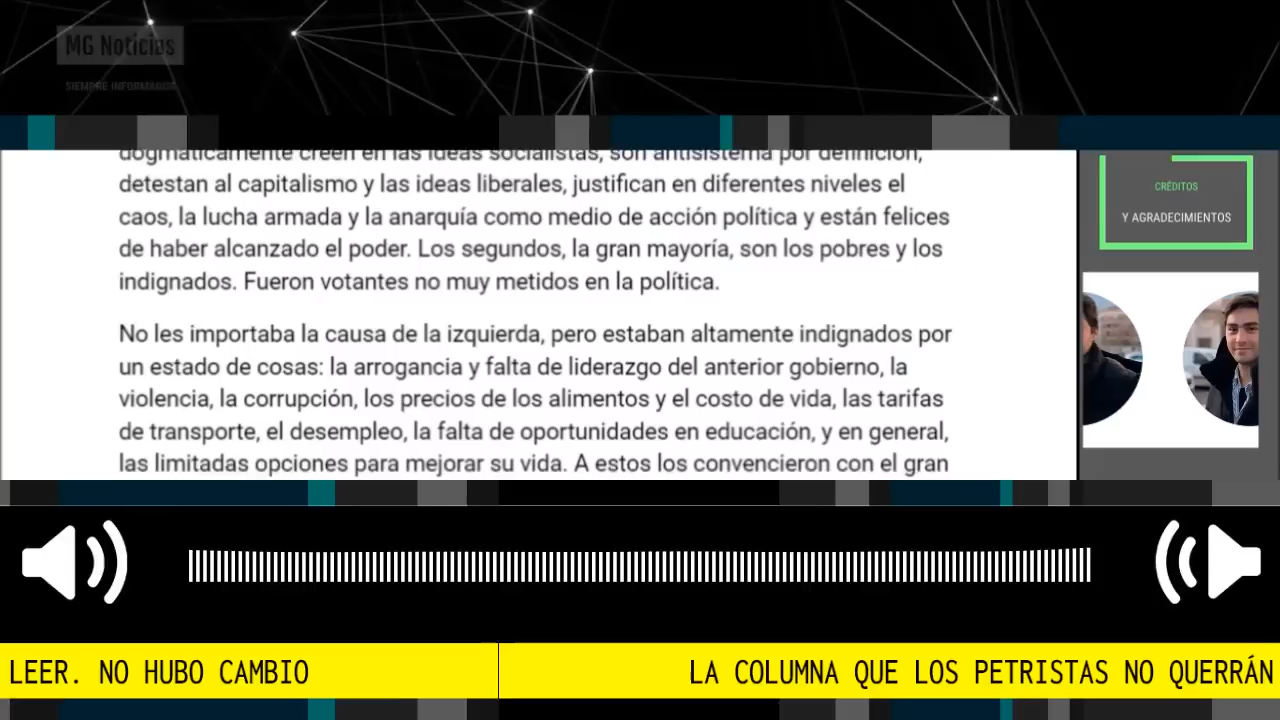 MG Noticias
SIEMPRE INFORMADOS
dogmáticamente creen en las ideas socialistas, son antisistema por definición,
detestan al capitalismo y las ideas liberales, justifican en diferentes niveles el
caos, la lucha armada y la anarquía como medio de acción política y están felices
de haber alcanzado el poder. Los segundos, la gran mayoría, son los pobres y los
indignados. Fueron votantes no muy metidos en la política.
No les importaba la causa de la izquierda, pero estaban altamente indignados por
un estado de cosas: la arrogancia y falta de liderazgo del anterior gobierno, la
violencia, la corrupción, los precios de los alimentos y el costo de vida, las tarifas
de transporte, el desempleo, la falta de oportunidades en educación, y en general,
las limitadas opciones para mejorar su vida. A estos los convencieron con el gran
CRÉDITOS
Y AGRADECIMIENTOS
LEER. NO HUBO CAMBIO
LA COLUMNA QUE LOS PETRISTAS NO QUERRÁN